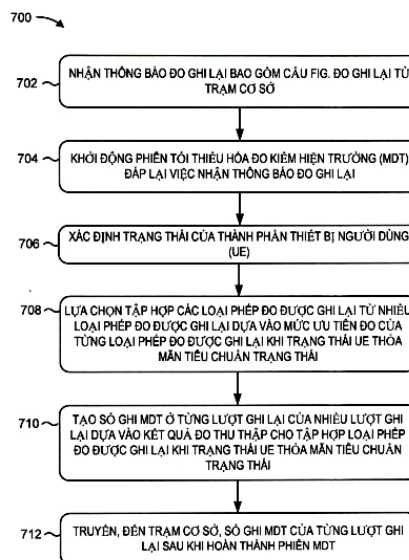 700
702
NHẬN THÔNG BÁO ĐO GHI LẠI BAO GỒM CẤU FIG. ĐO GHI LẠI TỪ
TRẠM CƠ SỞ
704
KHỞI ĐỘNG PHIÊN TỐI THIỂU HÓA ĐO KIỂM HIỆN TRƯỜNG (MDT)
ĐÁP LẠI VIỆC NHẬN THÔNG BÁO ĐO GHI LẠI
706
XÁC ĐỊNH TRẠNG THÁI CỦA THÀNH PHẦN THIẾT BỊ NGƯỜI DÙNG
(UE)
708
LỰA CHỌN TẬP HỢP CÁC LOẠI PHÉP ĐO ĐƯỢC GHI LẠI TỪ NHIỀU
LOẠI PHÉP ĐO ĐƯỢC GHI LẠI DỰA VÀO MỨC ƯU TIÊN ĐO CỦA
TỪNG LOẠI PHÉP ĐO ĐƯỢC GHI LẠI KHI TRẠNG THÁI UE THỎA
MÃN TIÊU CHUẨN TRẠNG THÁI
710
TẠO SỔ GHI MDT Ở TỪNG LƯỢT GHI LẠI CỦA NHIỀU LƯỢT GHI
LẠI DỰA VÀO KẾT QUẢ ĐO THU THẬP CHO TẬP HỢP LOẠI PHÉP
ĐO ĐƯỢC GHI LẠI KHI TRẠNG THÁI UE THỎA MÃN TIÊU CHUẨN
TRẠNG THÁI
712
TRUYỀN, ĐẾN TRẠM CƠ SỞ, SỔ GHI MDT CỦA TỪNG LƯỢT GHI
LẠI SAU KHI HOÀN THÀNH PHIÊN MDT